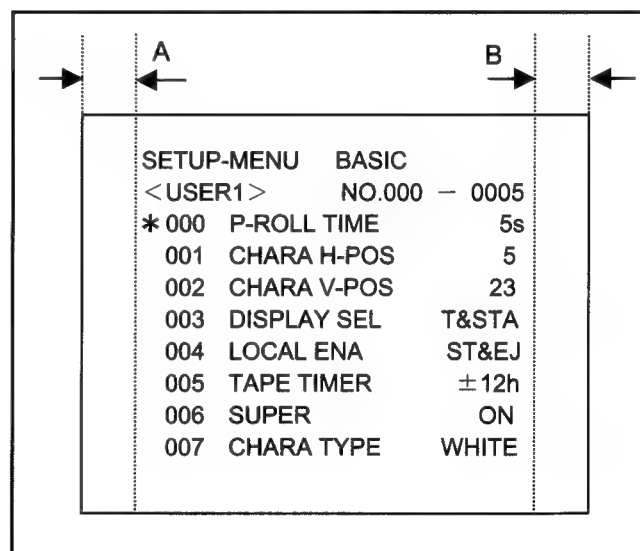 A B
SETUP-MENU BASIC
<USER1> NO.000 — 0005
* 000 P-ROLL TIME 5s
001 CHARA H-POS 5
002 CHARA V-POS 23
003 DISPLAY SEL T&STA
004 LOCAL ENA ST&EJ
005 TAPE TIMER ±12h
006 SUPER ON
007 CHARA TYPE WHITE